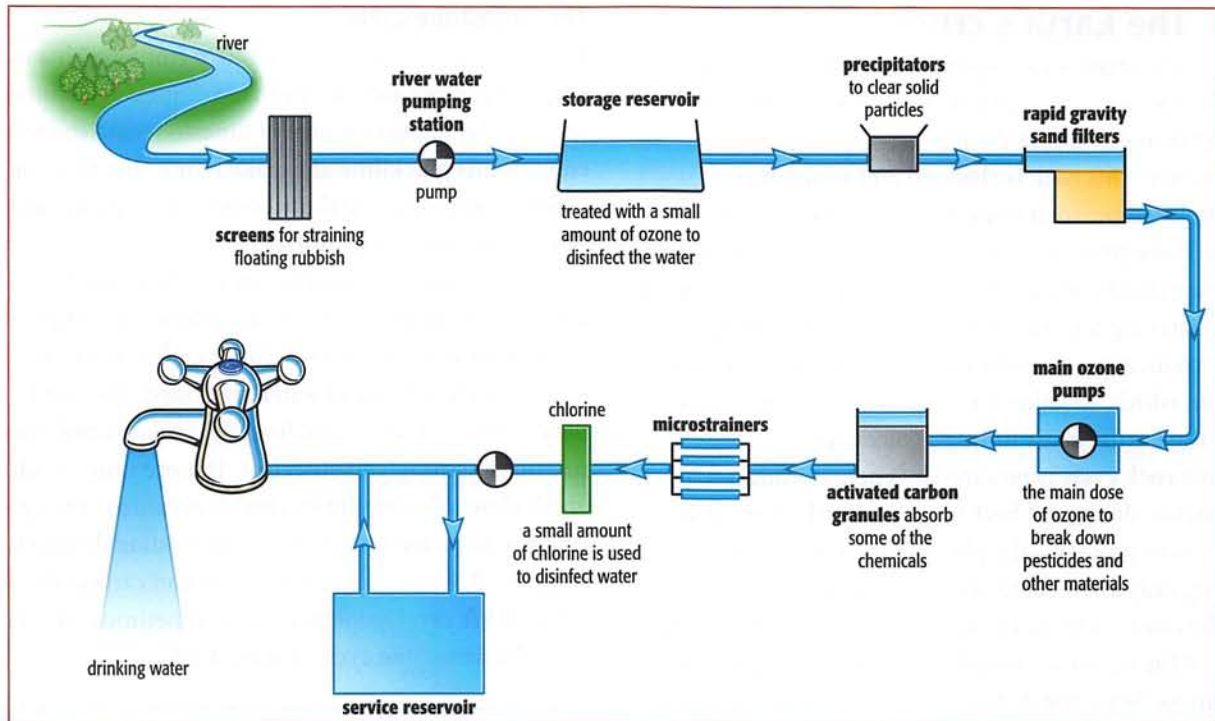 river
river water
pumping
station
pump
screens for straining
floating rubbish
storage reservoir
treated with a small
amount of ozone to
disinfect the water
precipitators
to clear solid
particles
rapid gravity
sand filters
main ozone
pumps
the main dose
of ozone to
break down
pesticides and
other materials
activated carbon
granules absorb
some of the
chemicals
microstrainers
chlorine
a small amount
of chlorine is used
to disinfect water
service reservoir
drinking water